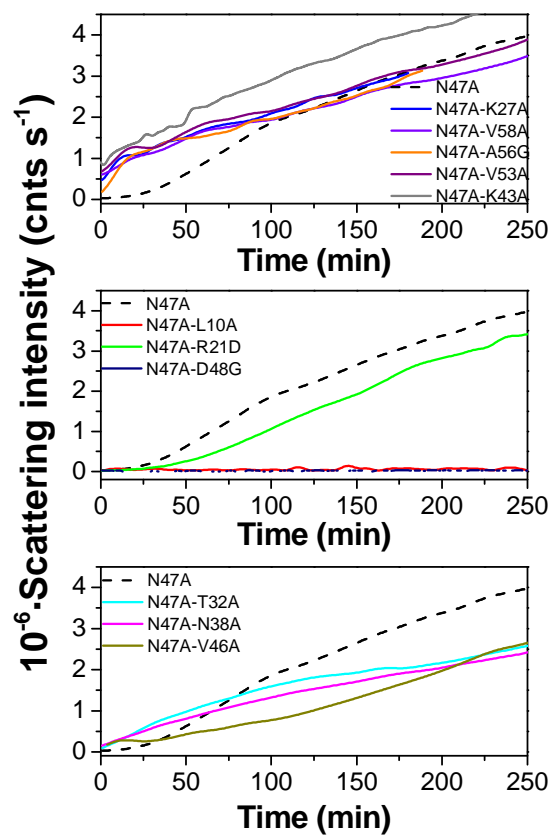 10⁻⁶·Scattering intensity (cnts s⁻¹)
4
3
2
1
0
N47A
N47A-K27A
N47A-V58A
N47A-A56G
N47A-V53A
N47A-K43A
0 50 100 150 200 250
Time (min)
4
3
2
1
0
N47A
N47A-L10A
N47A-R21D
N47A-D48G
0 50 100 150 200 250
Time (min)
4
3
2
1
0
N47A
N47A-T32A
N47A-N38A
N47A-V46A
0 50 100 150 200 250
Time (min)